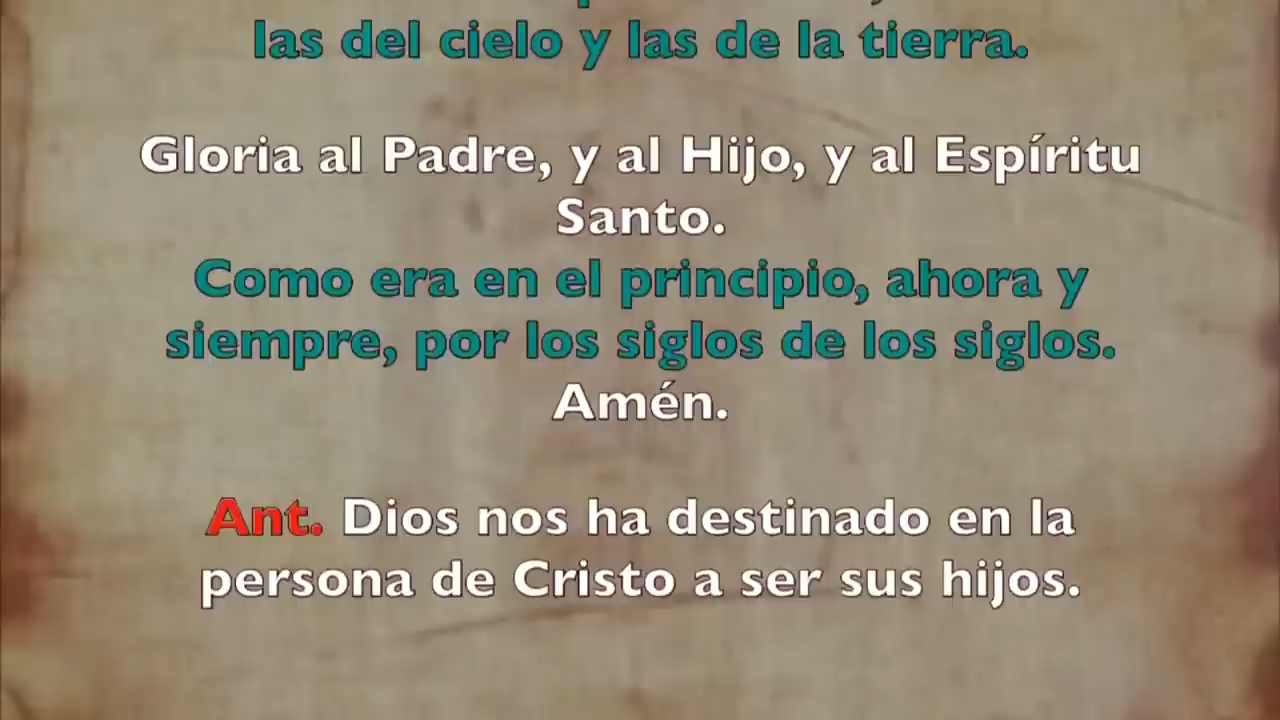 las del cielo y las de la tierra.
Gloria al Padre, y al Hijo, y al Espíritu
Santo.
Como era en el principio, ahora y
siempre, por los siglos de los siglos.
Amén.
Ant. Dios nos ha destinado en la
persona de Cristo a ser sus hijos.